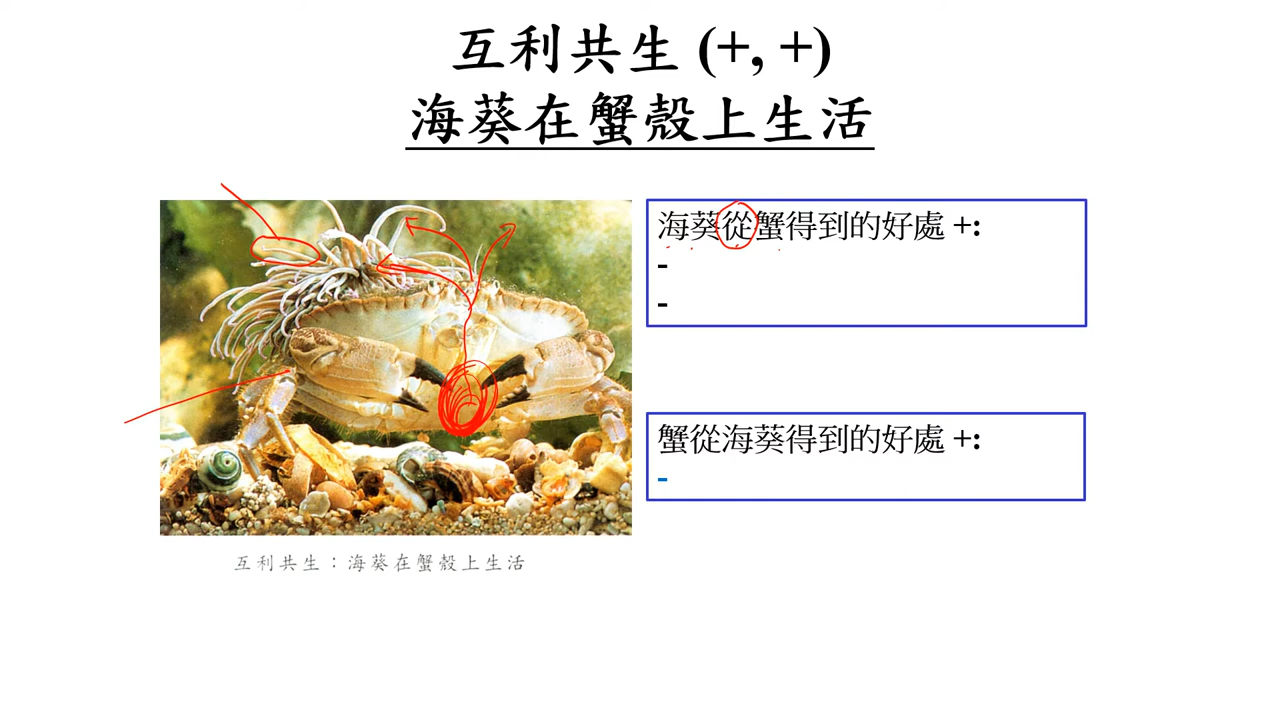 互利共生 (+, +)
海葵在蟹殼上生活
海葵從蟹得到的好處 +:
-
-
蟹從海葵得到的好處 +:
-
互利共生：海葵在蟹殼上生活